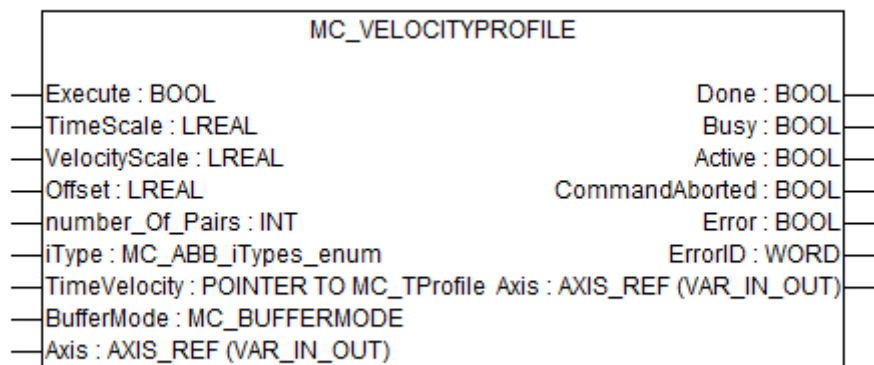 MC_VELOCITYPROFILE
Execute : BOOL Done : BOOL
TimeScale : LREAL Busy : BOOL
VelocityScale : LREAL Active : BOOL
Offset : LREAL CommandAborted : BOOL
number_Of_Pairs : INT Error : BOOL
iType : MC_ABB_iTypes_enum ErrorID : WORD
TimeVelocity : POINTER TO MC_TProfile Axis : AXIS_REF (VAR_IN_OUT)
BufferMode : MC_BUFFERMODE
Axis : AXIS_REF (VAR_IN_OUT)